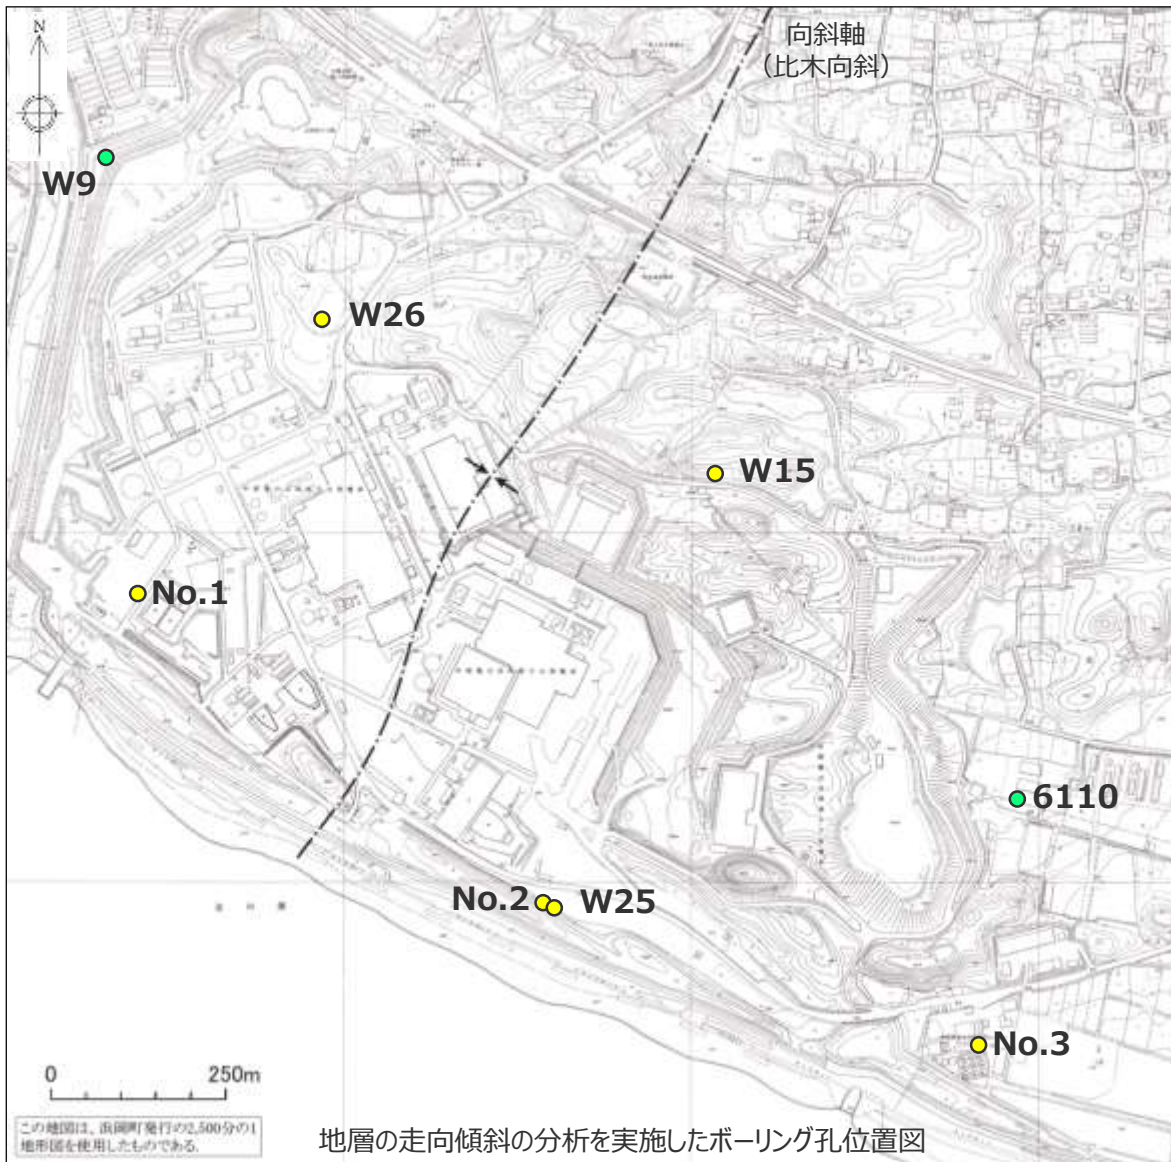 向斜軸
（比木向斜）
N
W9
W26
W15
No.1
6110
No.2
W25
No.3
0 250m
この地図は、浜岡町発行の2,500分の1
地形図を使用したものである。
地層の走向傾斜の分析を実施したボーリング孔位置図